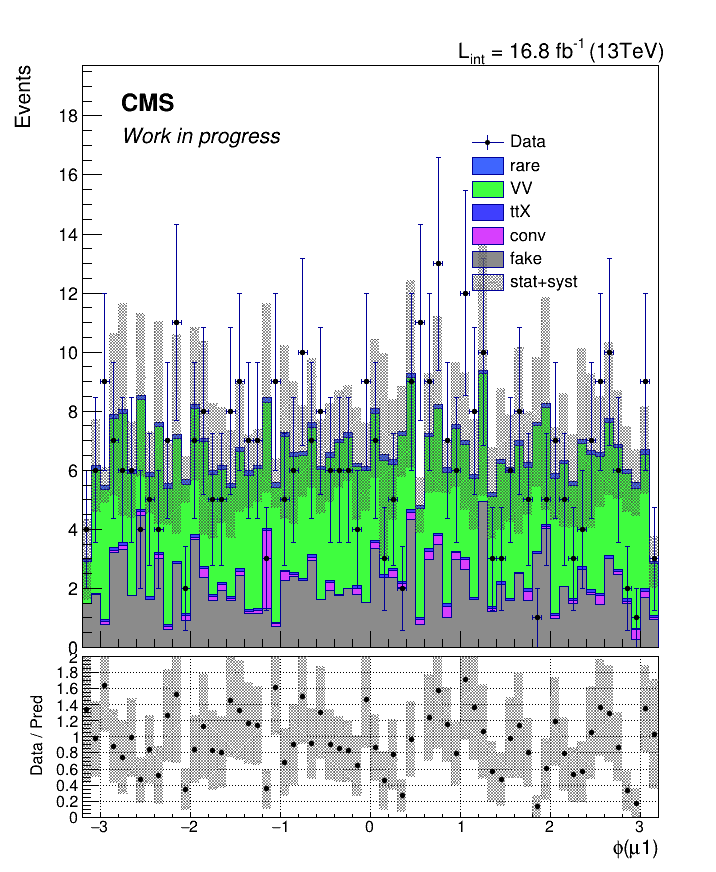 L_int = 16.8 fb⁻¹ (13TeV)
Events
CMS
Work in progress
Data
rare
VV
ttX
conv
fake
stat+syst
18
16
14
12
10
8
6
4
2
0
Data / Pred
2
1.8
1.6
1.4
1.2
1
0.8
0.6
0.4
0.2
0
−3 −2 −1 0 1 2 3
ϕ(μ1)